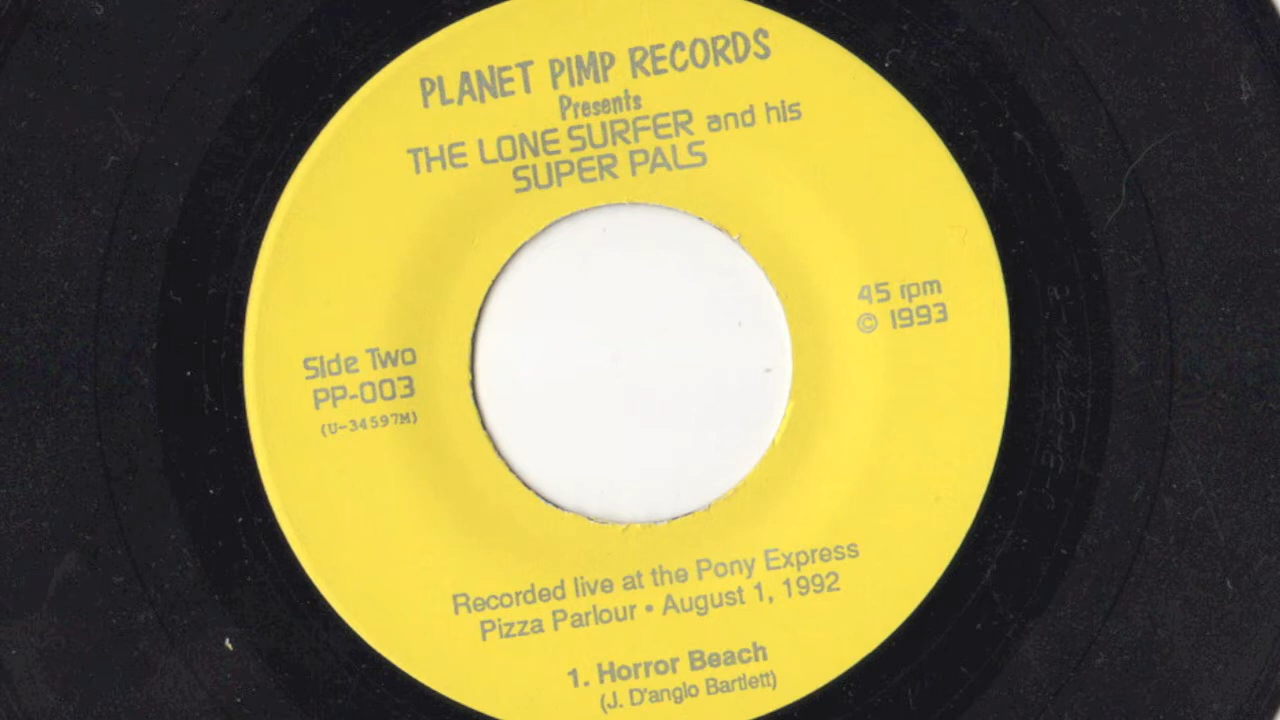 PLANET PIMP RECORDS
Presents
THE LONE SURFER and his
SUPER PALS
45 rpm
© 1993
Side Two
PP-003
(U-34597M)
Recorded live at the Pony Express
Pizza Parlour • August 1, 1992
1. Horror Beach
(J. D'anglo Bartlett)